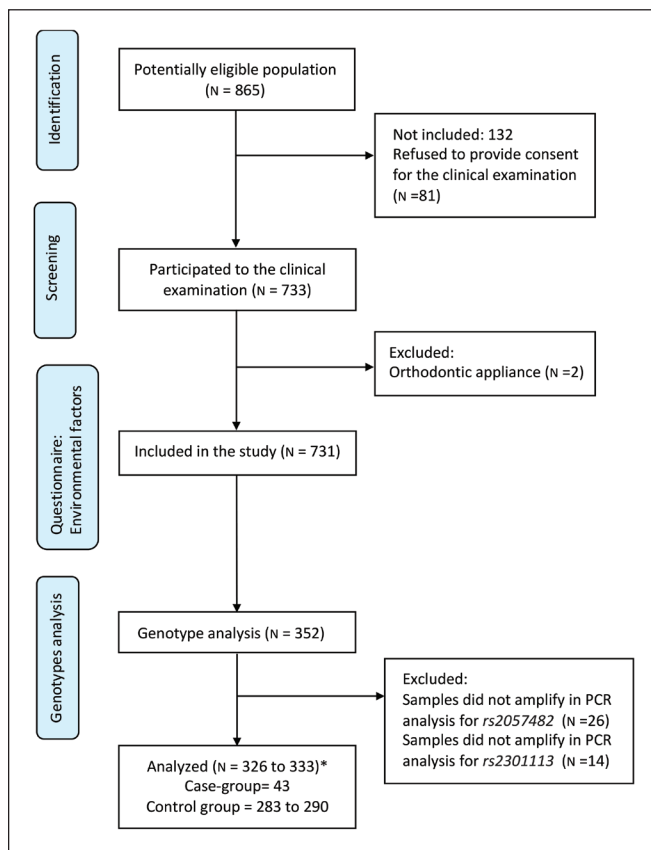 Identification
Potentially eligible population
(N = 865)
Not included: 132
Refused to provide consent
for the clinical examination
(N =81)
Screening
Participated to the clinical
examination (N = 733)
Excluded:
Orthodontic appliance (N =2)
Questionnaire:
Environmental factors
Included in the study (N = 731)
Genotypes analysis
Genotype analysis (N = 352)
Excluded:
Samples did not amplify in PCR
analysis for rs2057482 (N =26)
Samples did not amplify in PCR
analysis for rs2301113 (N =14)
Analyzed (N = 326 to 333)*
Case-group= 43
Control group = 283 to 290